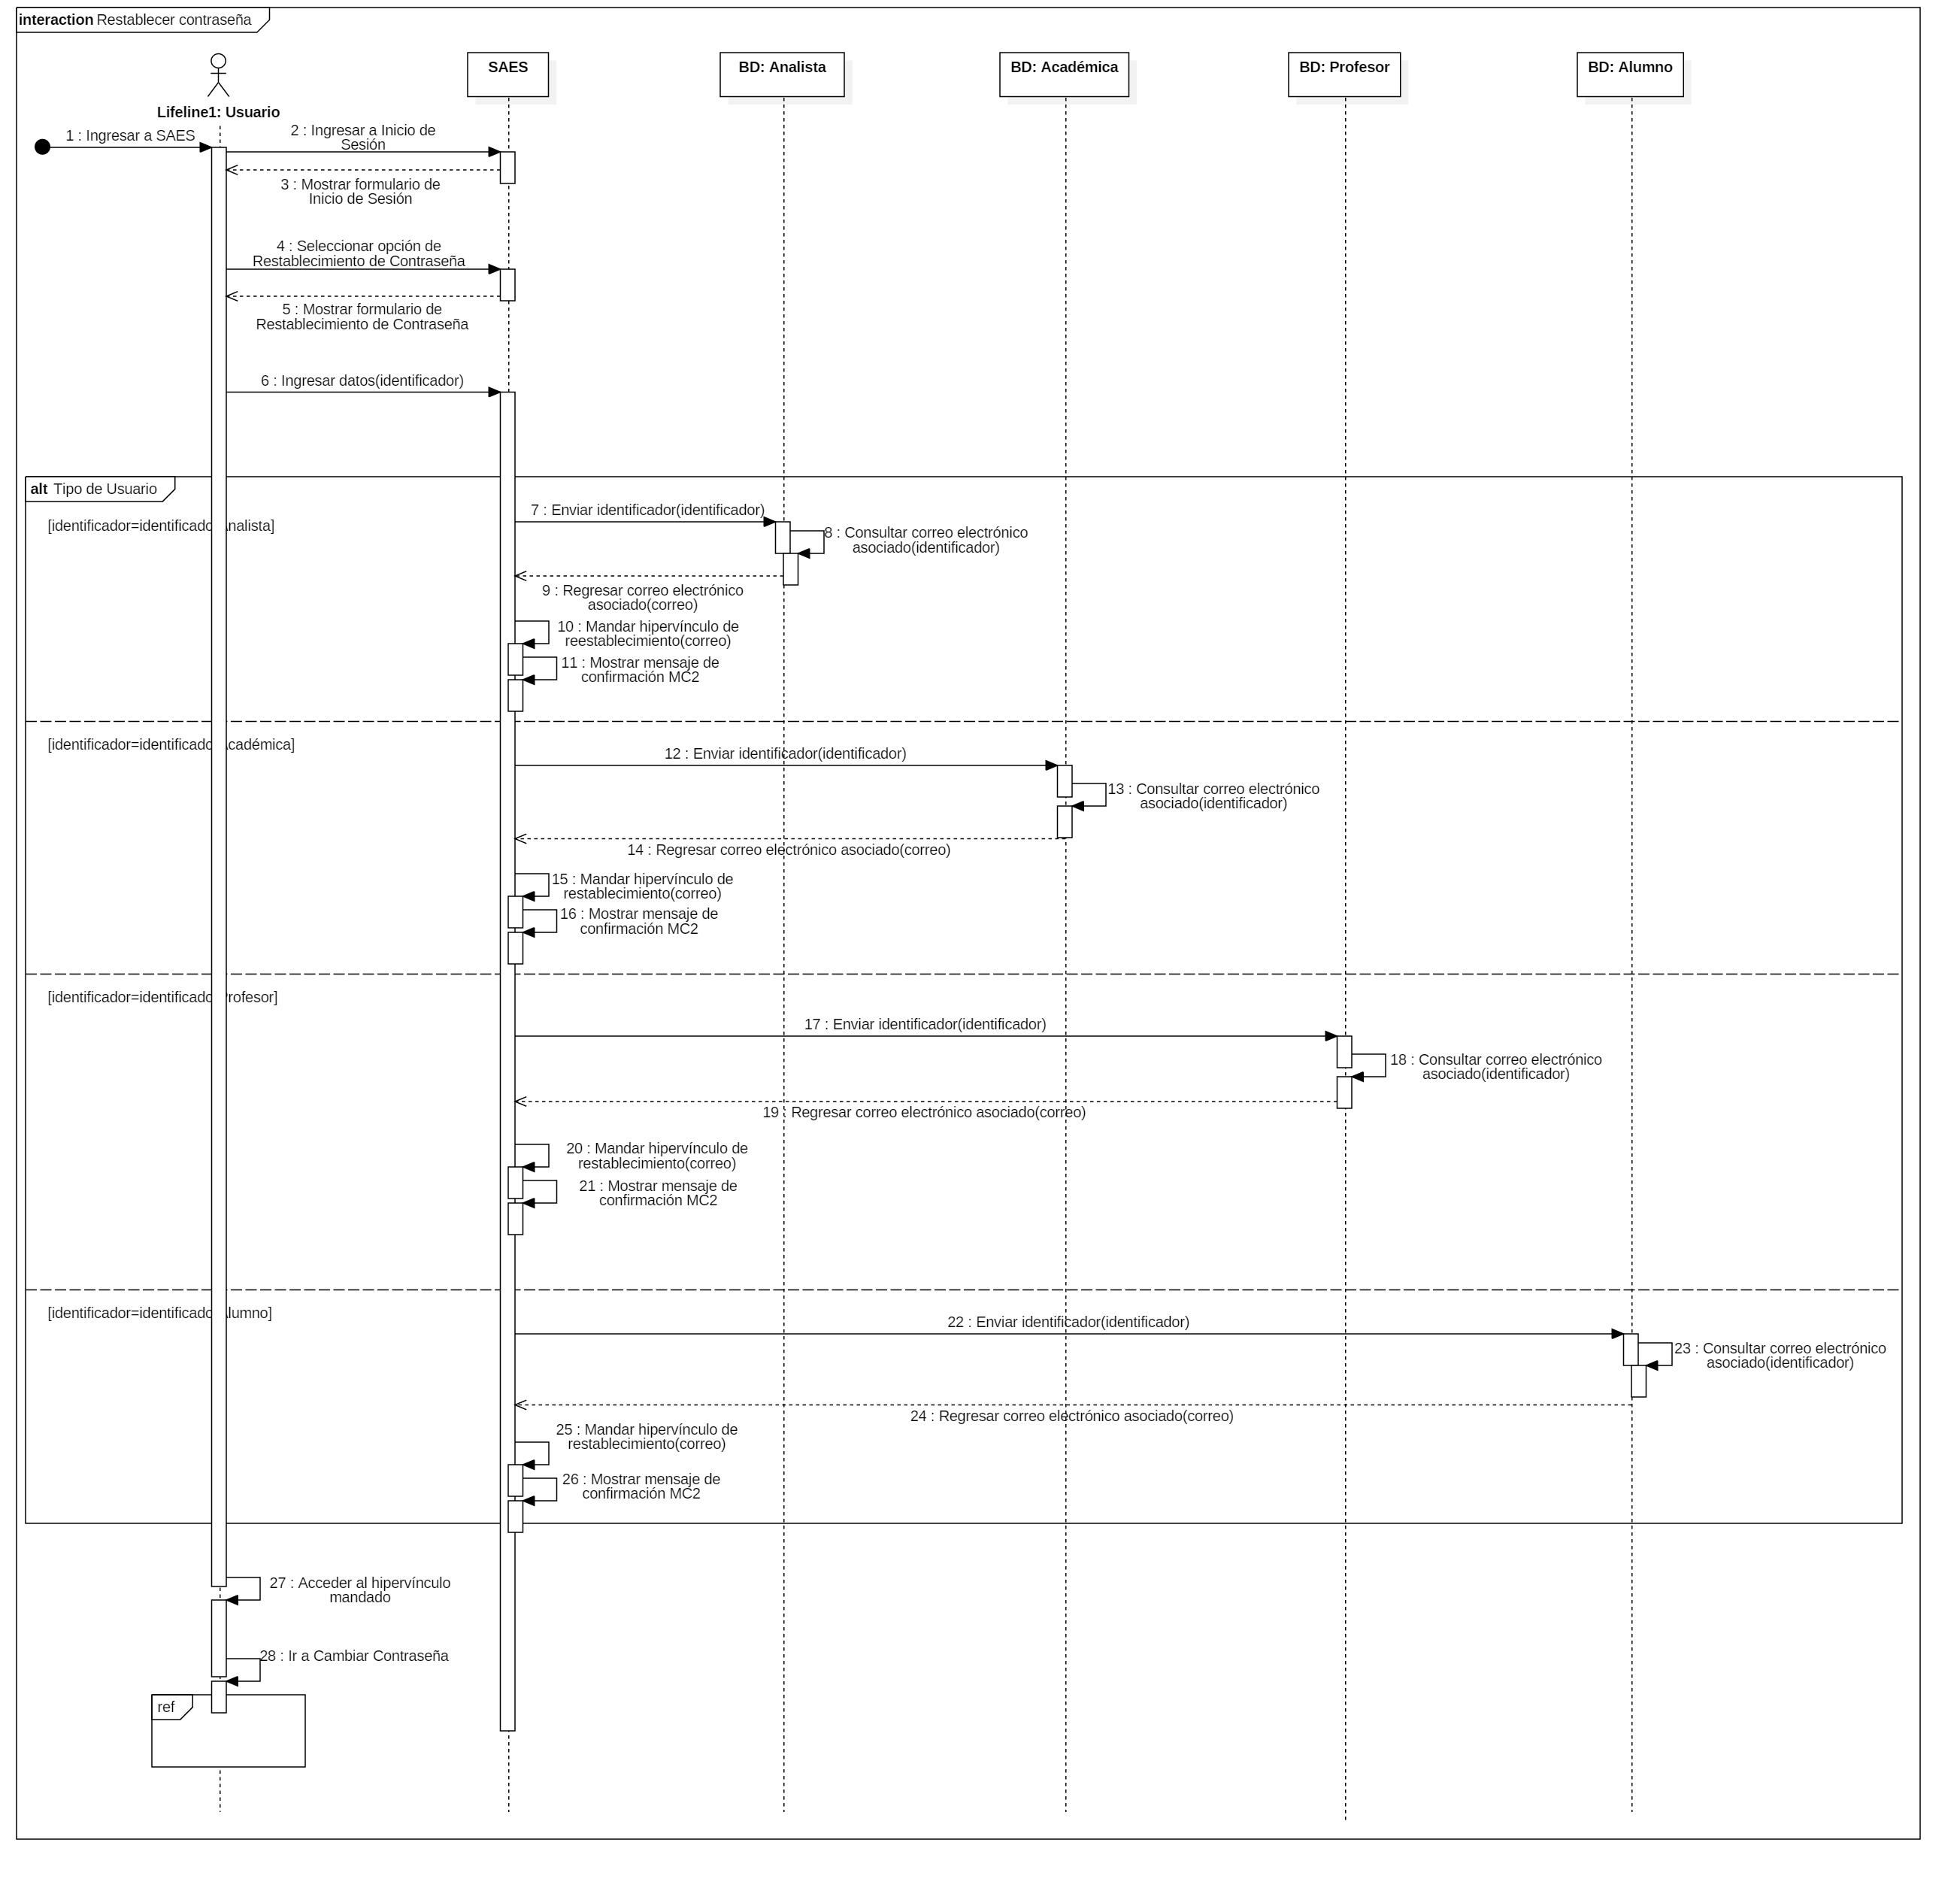 interaction Restablecer contraseña
SAES
BD: Analista
BD: Académica
BD: Profesor
BD: Alumno
Lifeline1: Usuario
1 : Ingresar a SAES
2 : Ingresar a Inicio de
Sesión
3 : Mostrar formulario de
Inicio de Sesión
4 : Seleccionar opción de
Restablecimiento de Contraseña
5 : Mostrar formulario de
Restablecimiento de Contraseña
6 : Ingresar datos(identificador)
alt Tipo de Usuario
[identificador=identificado Analista]
7 : Enviar identificador(identificador)
8 : Consultar correo electrónico
asociado(identificador)
9 : Regresar correo electrónico
asociado(correo)
10 : Mandar hipervínculo de
reestablecimiento(correo)
11 : Mostrar mensaje de
confirmación MC2
[identificador=identificado Académica]
12 : Enviar identificador(identificador)
13 : Consultar correo electrónico
asociado(identificador)
14 : Regresar correo electrónico asociado(correo)
15 : Mandar hipervínculo de
restablecimiento(correo)
16 : Mostrar mensaje de
confirmación MC2
[identificador=identificado Profesor]
17 : Enviar identificador(identificador)
18 : Consultar correo electrónico
asociado(identificador)
19 : Regresar correo electrónico asociado(correo)
20 : Mandar hipervínculo de
restablecimiento(correo)
21 : Mostrar mensaje de
confirmación MC2
[identificador=identificado Alumno]
22 : Enviar identificador(identificador)
23 : Consultar correo electrónico
asociado(identificador)
24 : Regresar correo electrónico asociado(correo)
25 : Mandar hipervínculo de
restablecimiento(correo)
26 : Mostrar mensaje de
confirmación MC2
27 : Acceder al hipervínculo
mandado
28 : Ir a Cambiar Contraseña
ref